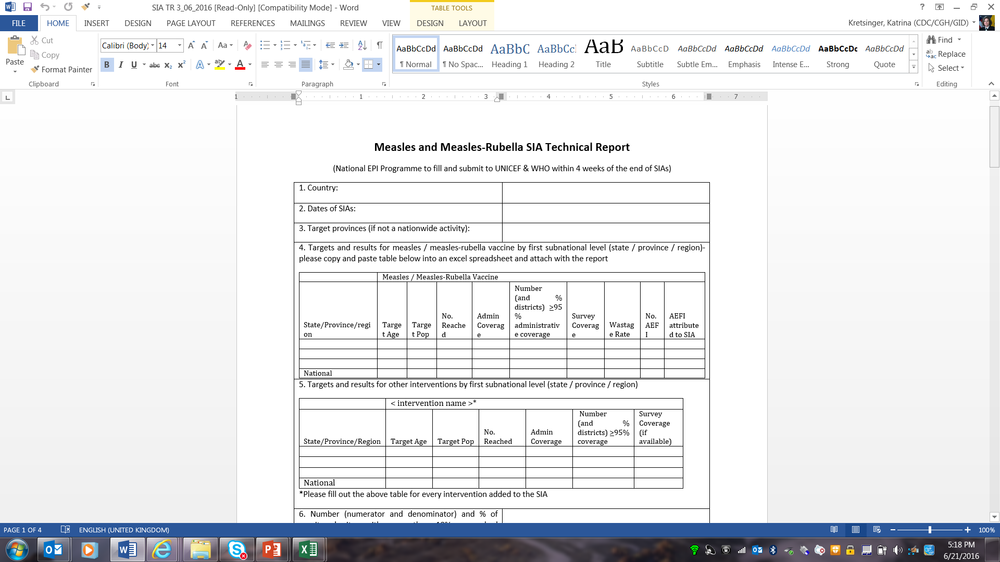 SIA TR 3_06_2016 [Read-Only] [Compatibility Mode] - Word
TABLE TOOLS
FILE HOME INSERT DESIGN PAGE LAYOUT REFERENCES MAILINGS REVIEW VIEW DESIGN LAYOUT
Kretsinger, Katrina (CDC/CGH/GID)
Paste
Cut
Copy
Format Painter
Clipboard
Calibri (Body) 14
Font
Paragraph
AaBbCcDd AaBbCcDd AaBbC AaBbCc AaB AaBbCcD AaBbCcDd AaBbCcDd AaBbCcDd AaBbCcDc AaBbCcDd
¶ Normal ¶ No Spac... Heading 1 Heading 2 Title Subtitle Subtle Em... Emphasis Intense E... Strong Quote
Styles
Find
Replace
Select
Editing
1 1 2 3 4 5 6 7
Measles and Measles-Rubella SIA Technical Report
(National EPI Programme to fill and submit to UNICEF & WHO within 4 weeks of the end of SIAs)
1. Country:
2. Dates of SIAs:
3. Target provinces (if not a nationwide activity):
4. Targets and results for measles / measles-rubella vaccine by first subnational level (state / province / region)-
please copy and paste table below into an excel spreadsheet and attach with the report
Measles / Measles-Rubella Vaccine
State/Province/regi
on
Targe
t Age
Targe
t Pop
No.
Reache
d
Admin
Coverag
e
Number
(and %
districts) ≥95
%
administrativ
e coverage
Survey
Coverag
e
Wastag
e Rate
No.
AEF
I
AEFI
attribute
d to SIA
National
5. Targets and results for other interventions by first subnational level (state / province / region)
< intervention name >*
State/Province/Region
Target Age
Target Pop
No.
Reached
Admin
Coverage
Number
(and %
districts) ≥95%
coverage
Survey
Coverage
(if
available)
National
*Please fill out the above table for every intervention added to the SIA
6. Number (numerator and denominator) and % of
PAGE 1 OF 4 ENGLISH (UNITED KINGDOM) 100%
5:18 PM
6/21/2016